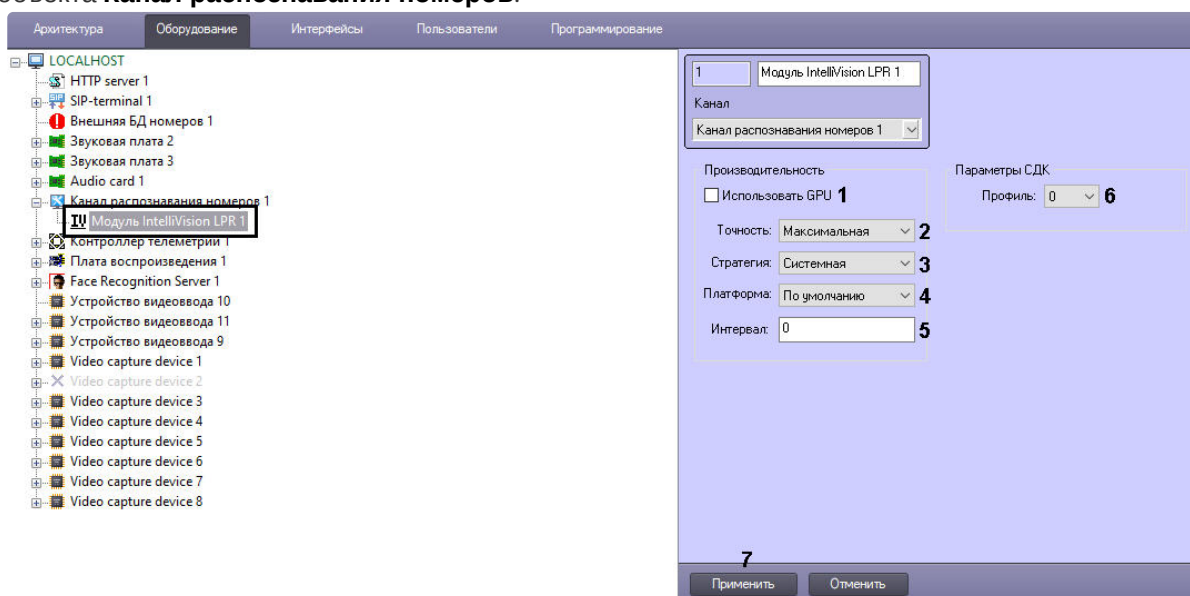 объекта Канал распознавания номеров.
Архитектура Оборудование Интерфейсы Пользователи Программирование
LOCALHOST
HTTP server 1
SIP-terminal 1
Внешняя БД номеров 1
Звуковая плата 2
Звуковая плата 3
Audio card 1
Канал распознавания номеров 1
IV Модуль IntelliVision LPR 1
Контроллер телеметрии 1
Плата воспроизведения 1
Face Recognition Server 1
Устройство видеоввода 10
Устройство видеоввода 11
Устройство видеоввода 9
Video capture device 1
Video capture device 2
Video capture device 3
Video capture device 4
Video capture device 5
Video capture device 6
Video capture device 7
Video capture device 8
1 Модуль IntelliVision LPR 1
Канал
Канал распознавания номеров 1
Производительность
Использовать GPU 1
Точность: Максимальная 2
Стратегия: Системная 3
Платформа: По умолчанию 4
Интервал: 0 5
Параметры СДК
Профиль: 0 6
7
Применить Отменить